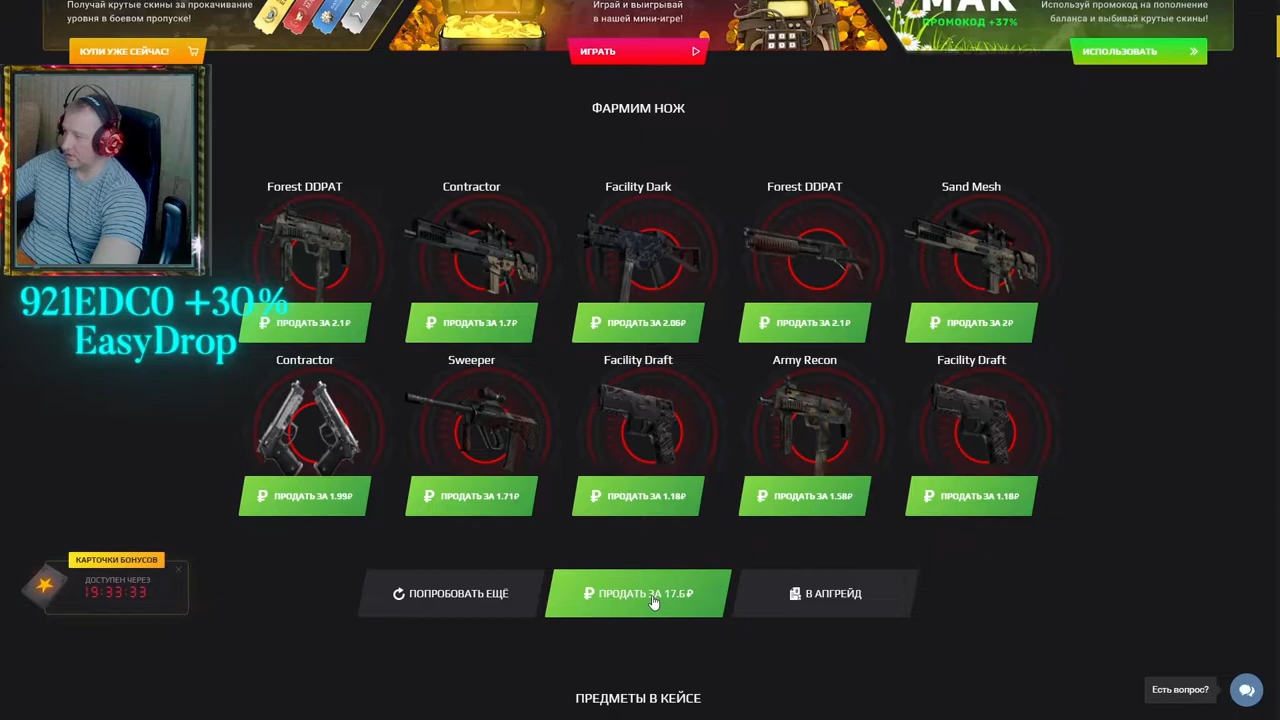 Получай крутые скины за прокачивание
уровня в боевом пропуске!
КУПИ УЖЕ СЕЙЧАС!
Играй и выигрывай
в нашей мини-игре!
ИГРАТЬ
МАК
ПРОМОКОД +37%
Используй промокод на пополнение
баланса и выбивай крутые скины!
ИСПОЛЬЗОВАТЬ
ФАРМИМ НОЖ
Forest DDPAT
Contractor
Facility Dark
Forest DDPAT
Sand Mesh
921EDC0 +30%
EasyDrop
ПРОДАТЬ ЗА 2.1₽
ПРОДАТЬ ЗА 1.7₽
ПРОДАТЬ ЗА 2.06₽
ПРОДАТЬ ЗА 2.1₽
ПРОДАТЬ ЗА 2₽
Contractor
Sweeper
Facility Draft
Army Recon
Facility Draft
ПРОДАТЬ ЗА 1.99₽
ПРОДАТЬ ЗА 1.71₽
ПРОДАТЬ ЗА 1.18₽
ПРОДАТЬ ЗА 1.58₽
ПРОДАТЬ ЗА 1.18₽
КАРТОЧКИ БОНУСОВ
ДОСТУПЕН ЧЕРЕЗ
19:33:33
ПОПРОБОВАТЬ ЕЩЁ
ПРОДАТЬ ЗА 17.6 ₽
В АПГРЕЙД
ПРЕДМЕТЫ В КЕЙСЕ
Есть вопрос?